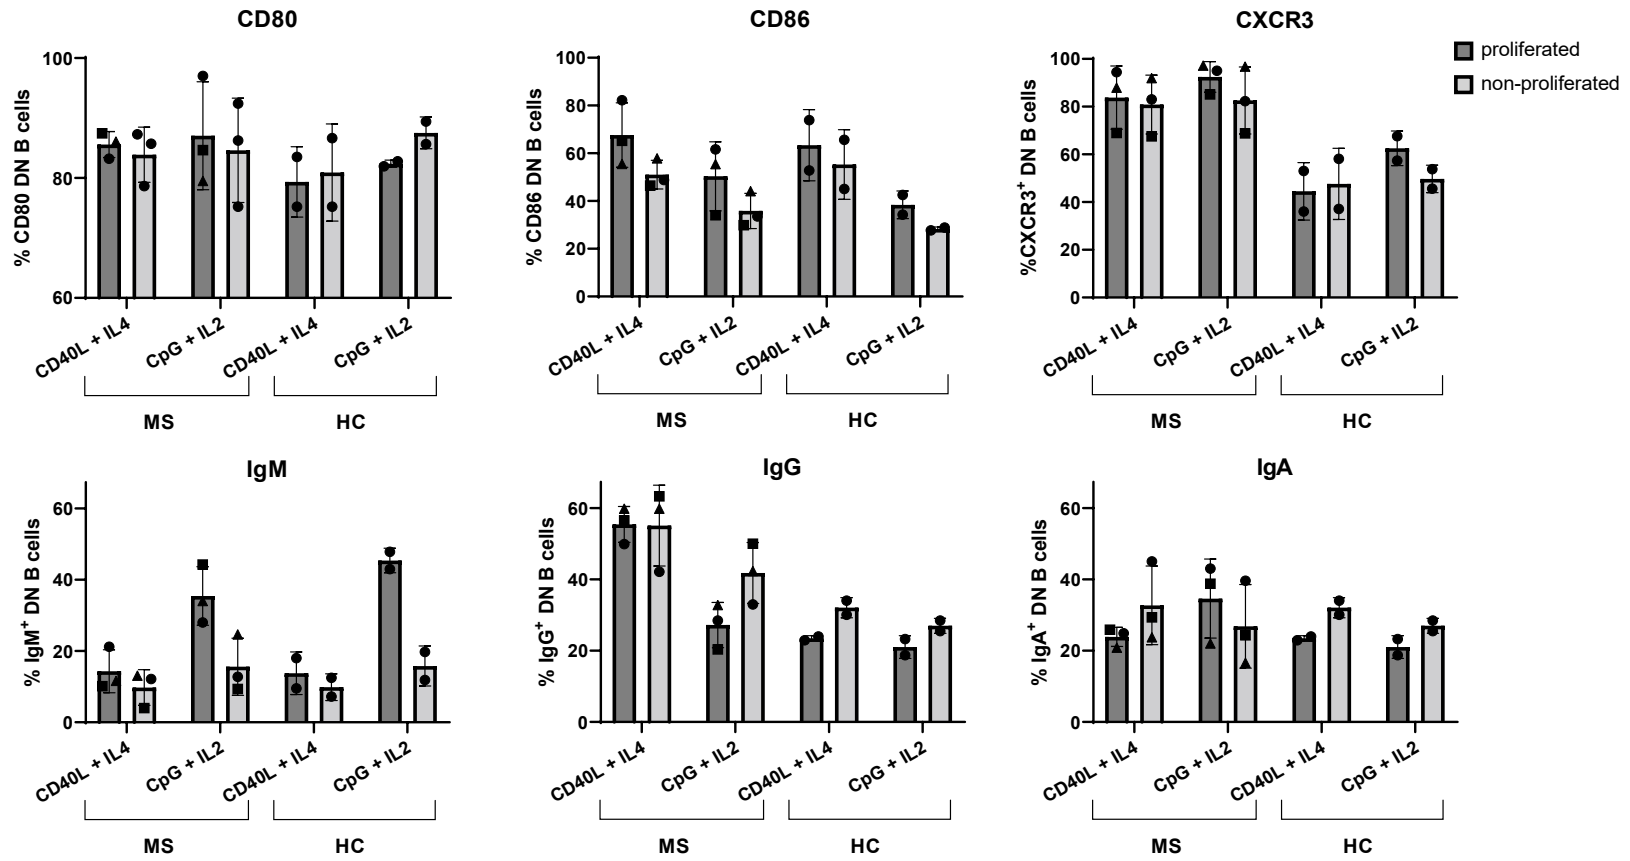 CD80
% CD80 DN B cells
100
80
60
CD40L + IL4
CpG + IL2
CD40L + IL4
CpG + IL2
MS
HC
CD86
% CD86 DN B cells
100
80
60
40
20
0
CD40L + IL4
CpG + IL2
CD40L + IL4
CpG + IL2
MS
HC
CXCR3
%CXCR3+ DN B cells
100
80
60
40
20
0
CD40L + IL4
CpG + IL2
CD40L + IL4
CpG + IL2
MS
HC
proliferated
non-proliferated
IgM
% IgM+ DN B cells
60
40
20
0
CD40L + IL4
CpG + IL2
CD40L + IL4
CpG + IL2
MS
HC
IgG
% IgG+ DN B cells
60
40
20
0
CD40L + IL4
CpG + IL2
CD40L + IL4
CpG + IL2
MS
HC
IgA
% IgA+ DN B cells
60
40
20
0
CD40L + IL4
CpG + IL2
CD40L + IL4
CpG + IL2
MS
HC